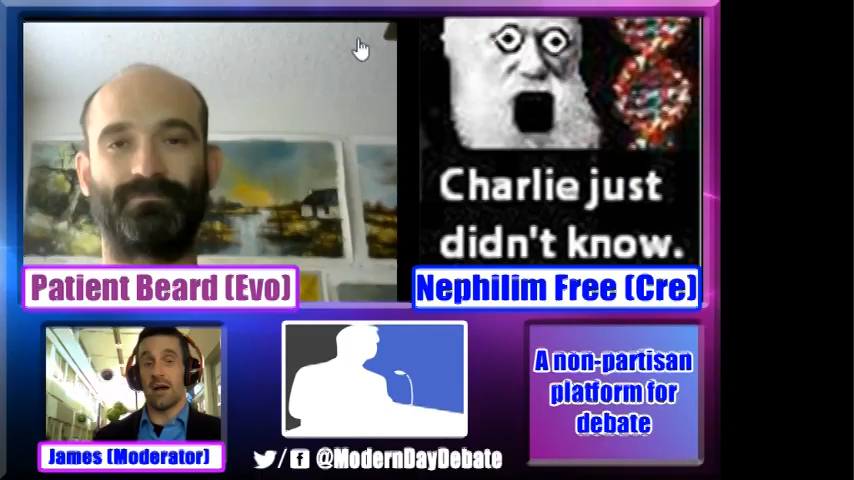 Charlie just
didn't know.
Patient Beard (Evo)
Nephilim Free (Cre)
A non-partisan
platform for
debate
James (Moderator)
/ @ModernDayDebate